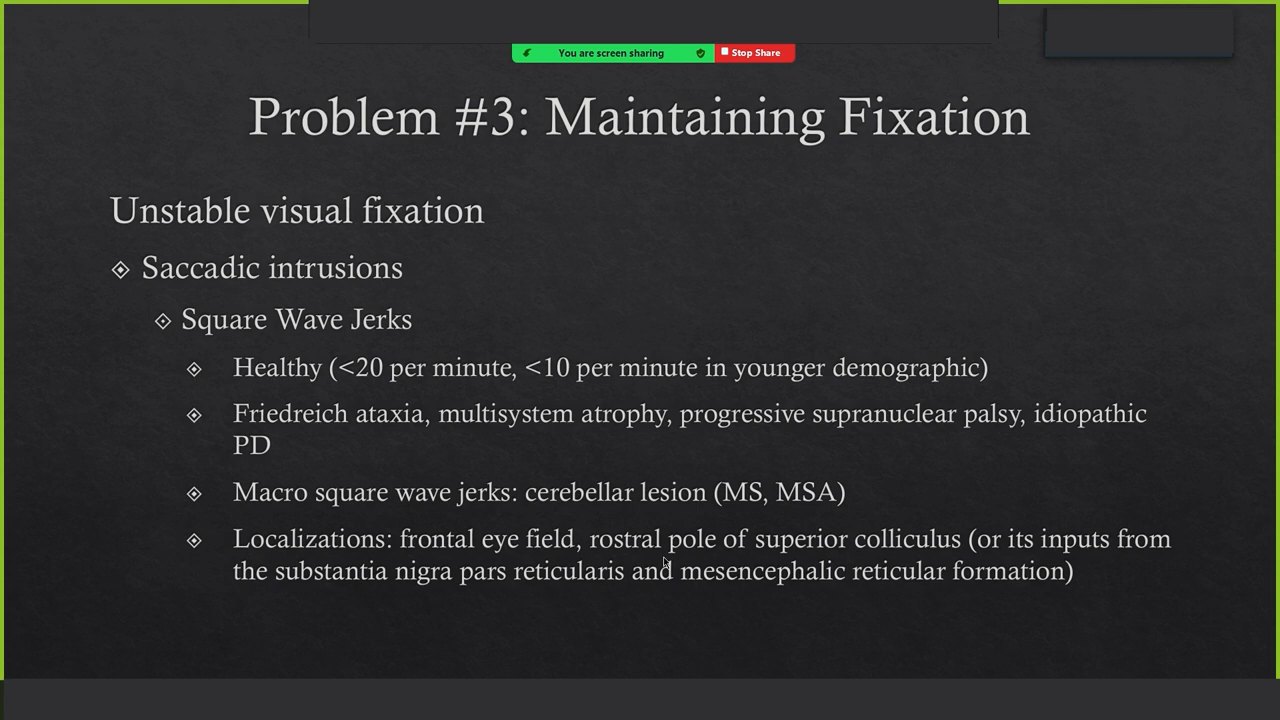 You are screen sharing
Stop Share
Problem #3: Maintaining Fixation
Unstable visual fixation
Saccadic intrusions
Square Wave Jerks
Healthy (<20 per minute, <10 per minute in younger demographic)
Friedreich ataxia, multisystem atrophy, progressive supranuclear palsy, idiopathic
PD
Macro square wave jerks: cerebellar lesion (MS, MSA)
Localizations: frontal eye field, rostral pole of superior colliculus (or its inputs from
the substantia nigra pars reticularis and mesencephalic reticular formation)